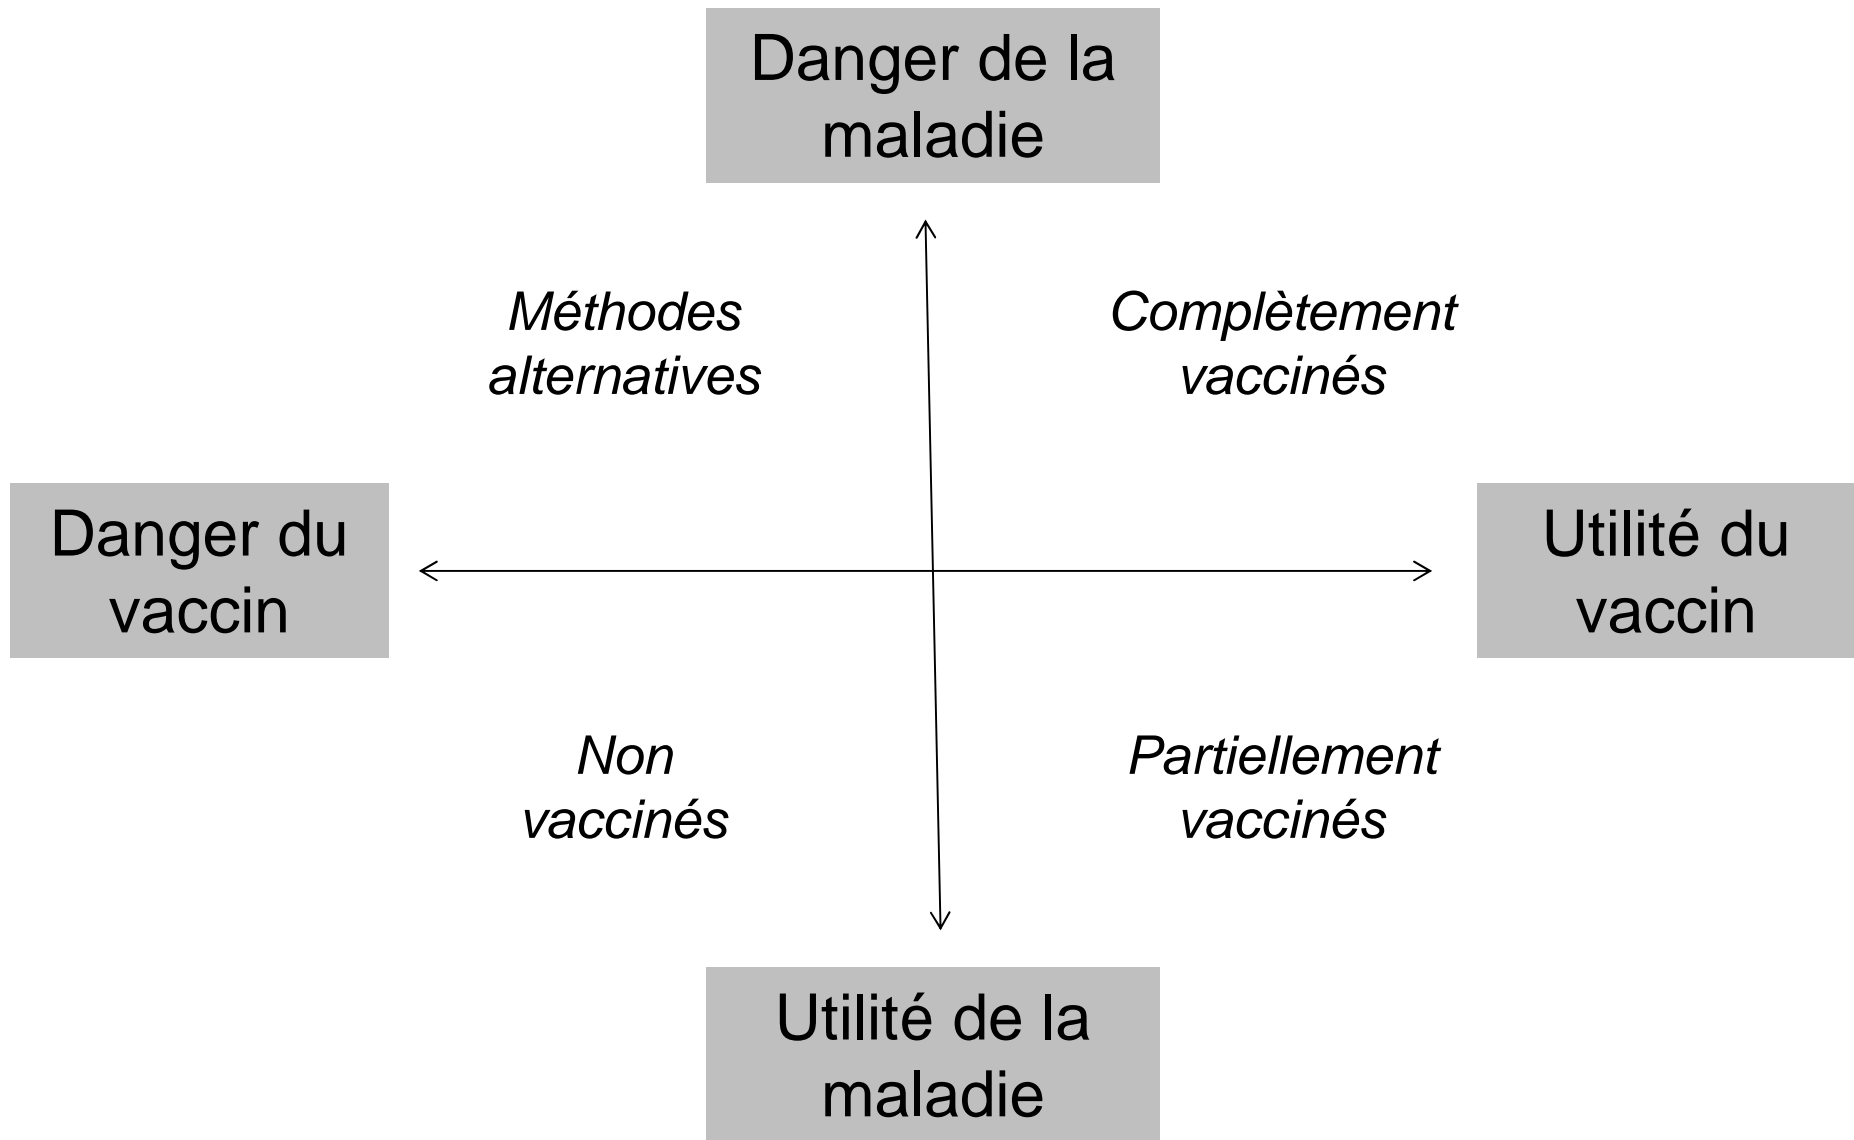 Danger de la
maladie
Méthodes
alternatives
Complètement
vaccinés
Danger du
vaccin
Utilité du
vaccin
Non
vaccinés
Partiellement
vaccinés
Utilité de la
maladie